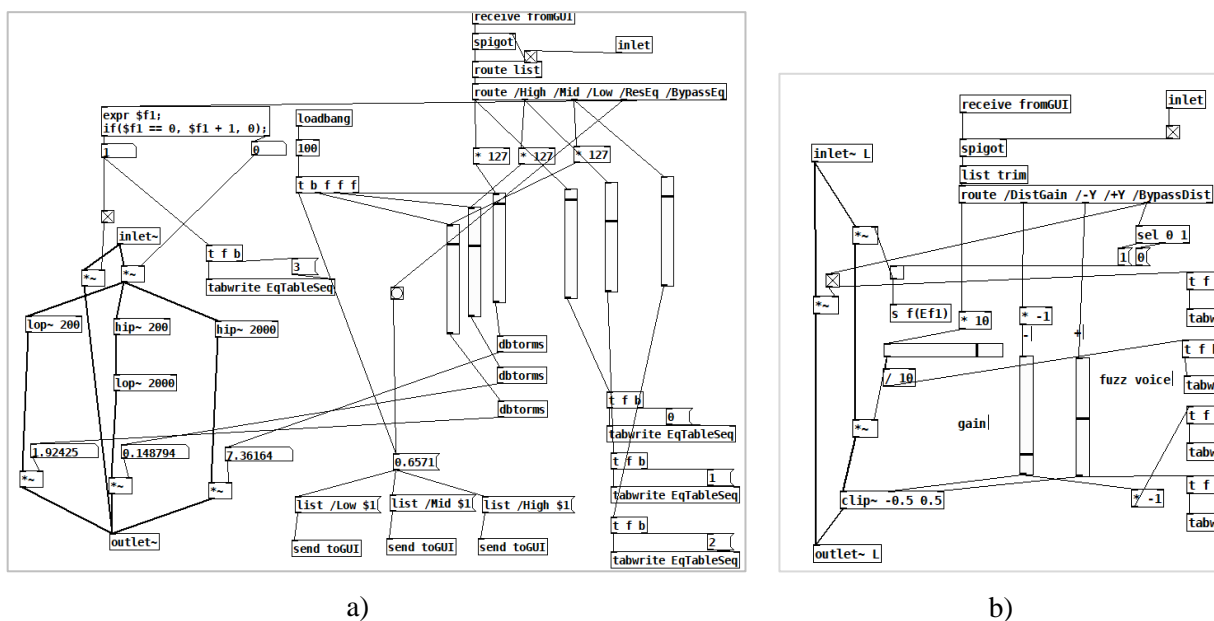 receive fromGUI
spigot
inlet
route list
route /High /Mid /Low /ResEq /BypassEq
expr $f1;
if($f1 == 0, $f1 + 1, 0);
loadbang
1
0
100
* 127
* 127
* 127
t b f f f
inlet~
*~
*~
t f b
3
tabwrite EqTableSeq
lop~ 200
hip~ 200
hip~ 2000
dbtorms
lop~ 2000
dbtorms
dbtorms
t f b
0
tabwrite EqTableSeq
1.92425
0.148794
7.36164
0.6571
t f b
1
tabwrite EqTableSeq
*~
*~
*~
list /Low $1
list /Mid $1
list /High $1
t f b
2
tabwrite EqTableSeq
outlet~
send toGUI
send toGUI
send toGUI
a)
receive fromGUI
inlet
inlet~ L
spigot
list trim
route /DistGain /-Y /+Y /BypassDist
*~
sel 0 1
1
0
*~
s f(Ef1)
* 10
* -1
-
+
t f
tabw
/ 10
fuzz voice
t f b
tabw
gain
*~
t f
tabw
clip~ -0.5 0.5
* -1
t f
tabw
outlet~ L
b)